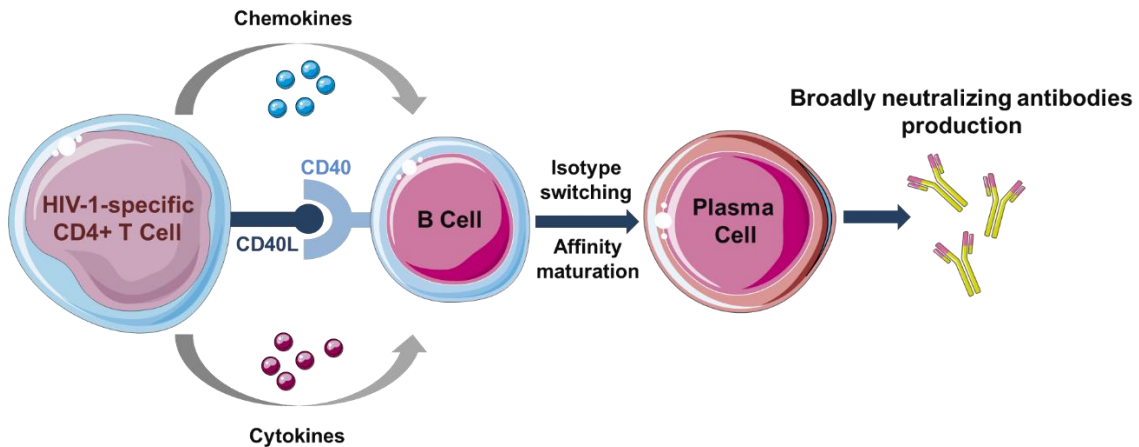 Chemokines
Broadly neutralizing antibodies
production
CD40
HIV-1-specific
CD4+ T Cell
CD40L
B Cell
Isotype
switching
Affinity
maturation
Plasma
Cell
Cytokines